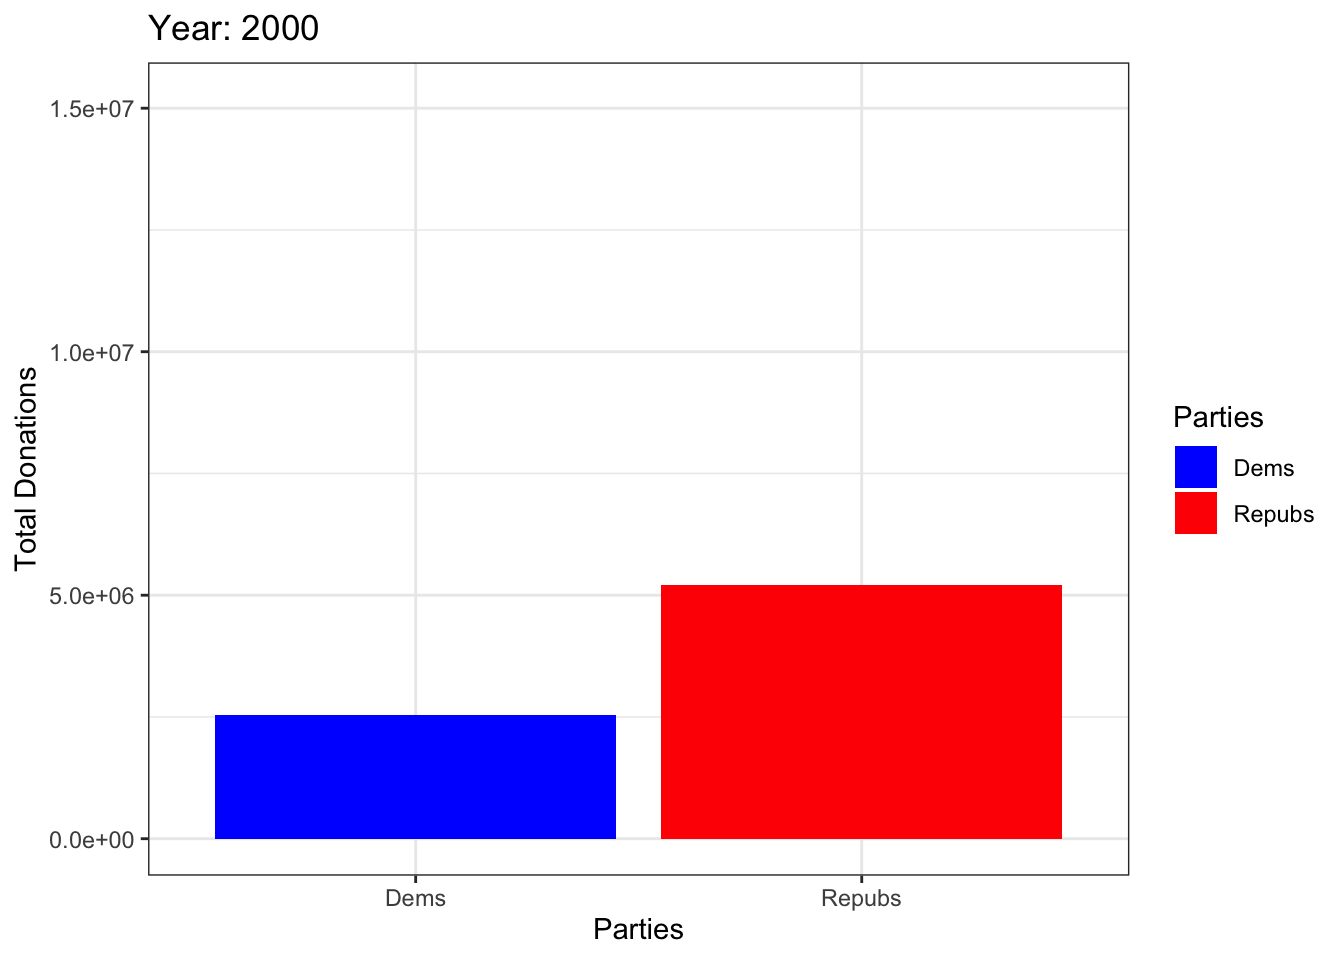 Year: 2000
1.5e+07
1.0e+07
5.0e+06
0.0e+00
Total Donations
Dems
Repubs
Parties
Parties
Dems
Repubs